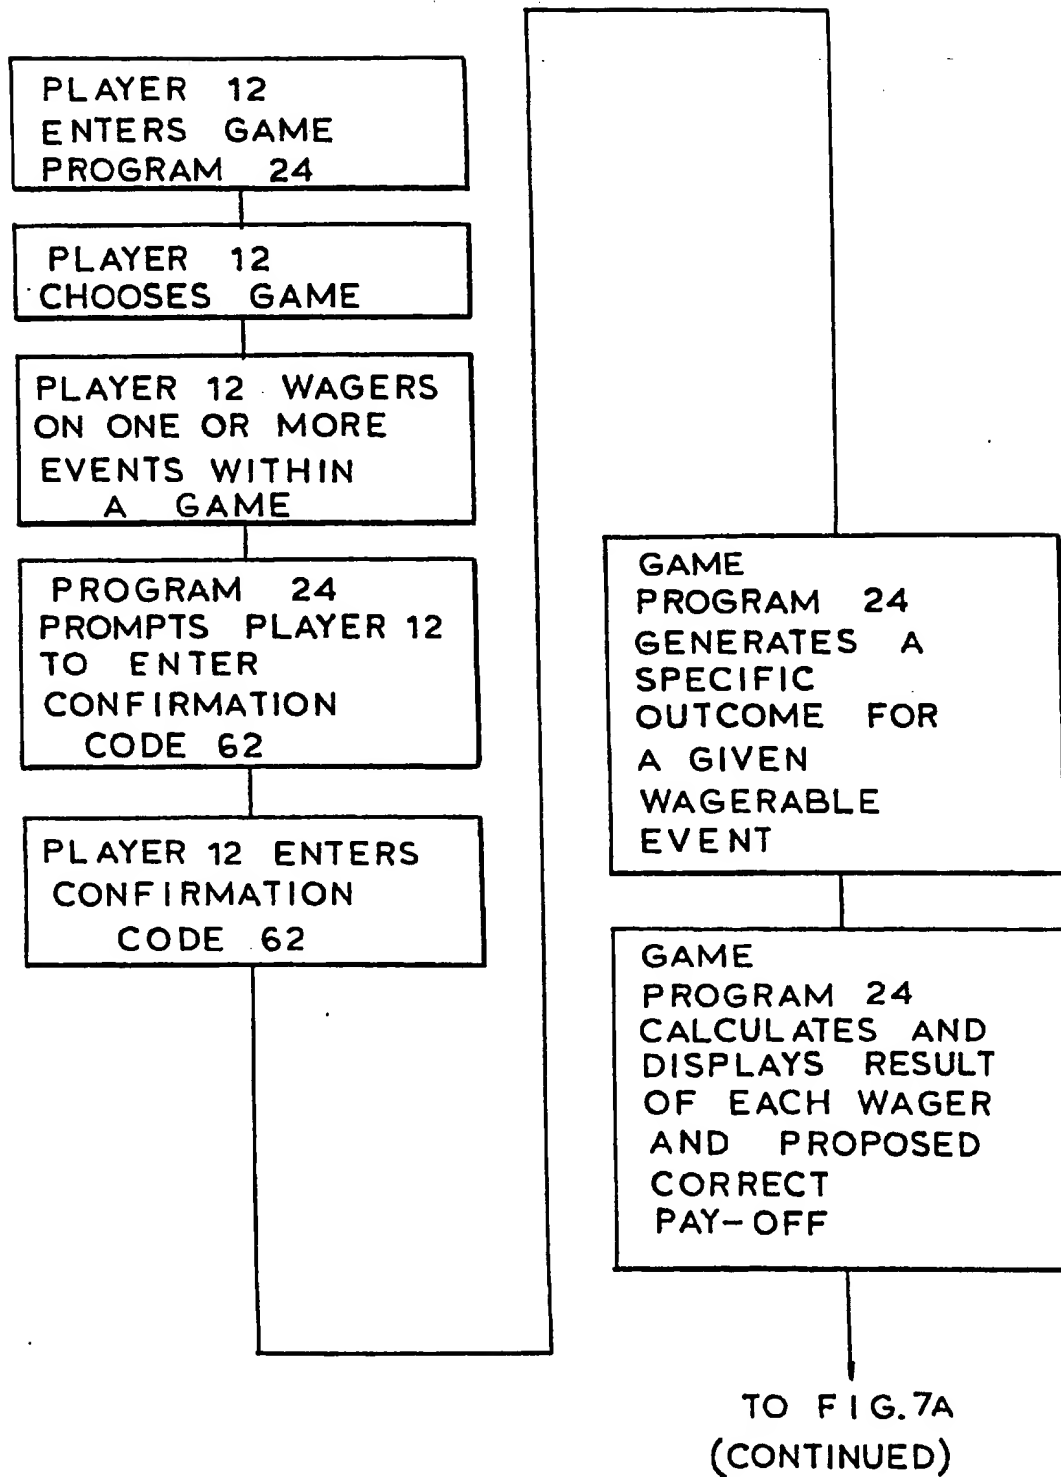 PLAYER 12
ENTERS GAME
PROGRAM 24
PLAYER 12
CHOOSES GAME
PLAYER 12 WAGERS
ON ONE OR MORE
EVENTS WITHIN
A GAME
PROGRAM 24
PROMPTS PLAYER 12
TO ENTER
CONFIRMATION
CODE 62
PLAYER 12 ENTERS
CONFIRMATION
CODE 62
GAME
PROGRAM 24
GENERATES A
SPECIFIC
OUTCOME FOR
A GIVEN
WAGERABLE
EVENT
GAME
PROGRAM 24
CALCULATES AND
DISPLAYS RESULT
OF EACH WAGER
AND PROPOSED
CORRECT
PAY-OFF
TO FIG.7A
(CONTINUED)